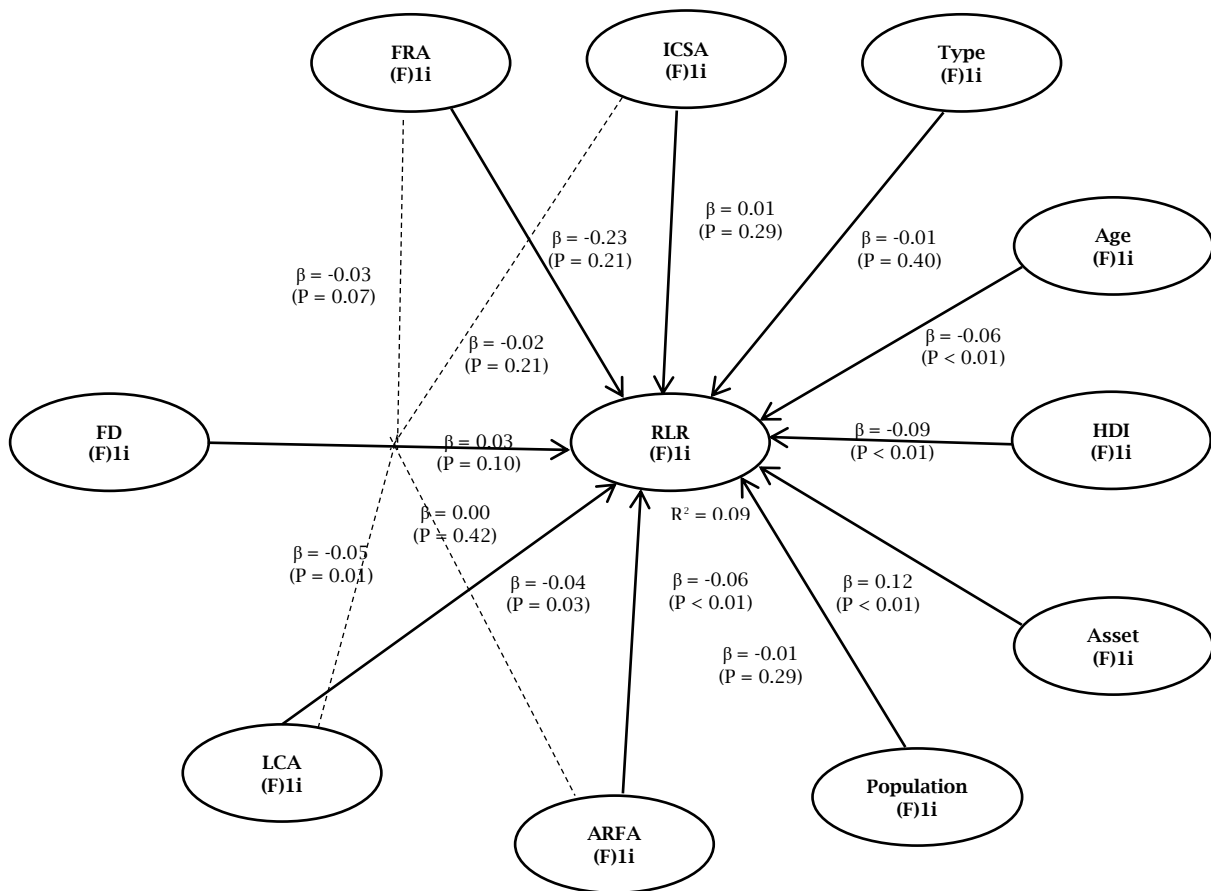 FRA
(F)1i
ICSA
(F)1i
Type
(F)1i
β = 0.01
(P = 0.29)
Age
(F)1i
β = -0.23
(P = 0.21)
β = -0.01
(P = 0.40)
β = -0.03
(P = 0.07)
β = -0.02
(P = 0.21)
β = -0.06
(P < 0.01)
FD
(F)1i
β = 0.03
(P = 0.10)
RLR
(F)1i
β = -0.09
(P < 0.01)
HDI
(F)1i
R² = 0.09
β = 0.00
(P = 0.42)
β = -0.05
(P = 0.01)
β = -0.04
(P = 0.03)
β = -0.06
(P < 0.01)
β = 0.12
(P < 0.01)
Asset
(F)1i
β = -0.01
(P = 0.29)
LCA
(F)1i
Population
(F)1i
ARFA
(F)1i